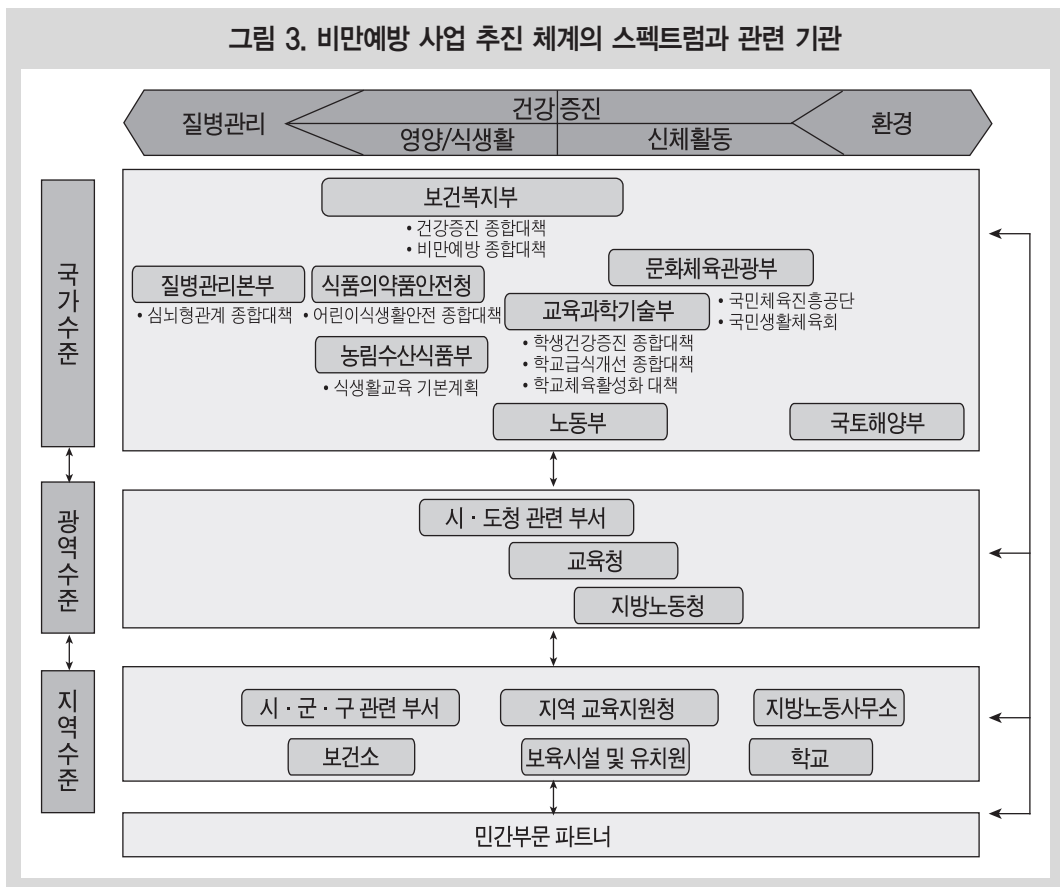 그림 3. 비만예방 사업 추진 체계의 스펙트럼과 관련 기관
질병관리
건강 증진
영양/식생활
신체활동
환경
국가수준
보건복지부
• 건강증진 종합대책
• 비만예방 종합대책
문화체육관광부
• 국민체육진흥공단
• 국민생활체육회
질병관리본부
• 심뇌형관계 종합대책
식품의약품안전청
• 어린이식생활안전 종합대책
교육과학기술부
• 학생건강증진 종합대책
• 학교급식개선 종합대책
• 학교체육활성화 대책
농림수산식품부
• 식생활교육 기본계획
노동부
국토해양부
광역수준
시 · 도청 관련 부서
교육청
지방노동청
지역수준
시 · 군 · 구 관련 부서
지역 교육지원청
지방노동사무소
보건소
보육시설 및 유치원
학교
민간부문 파트너